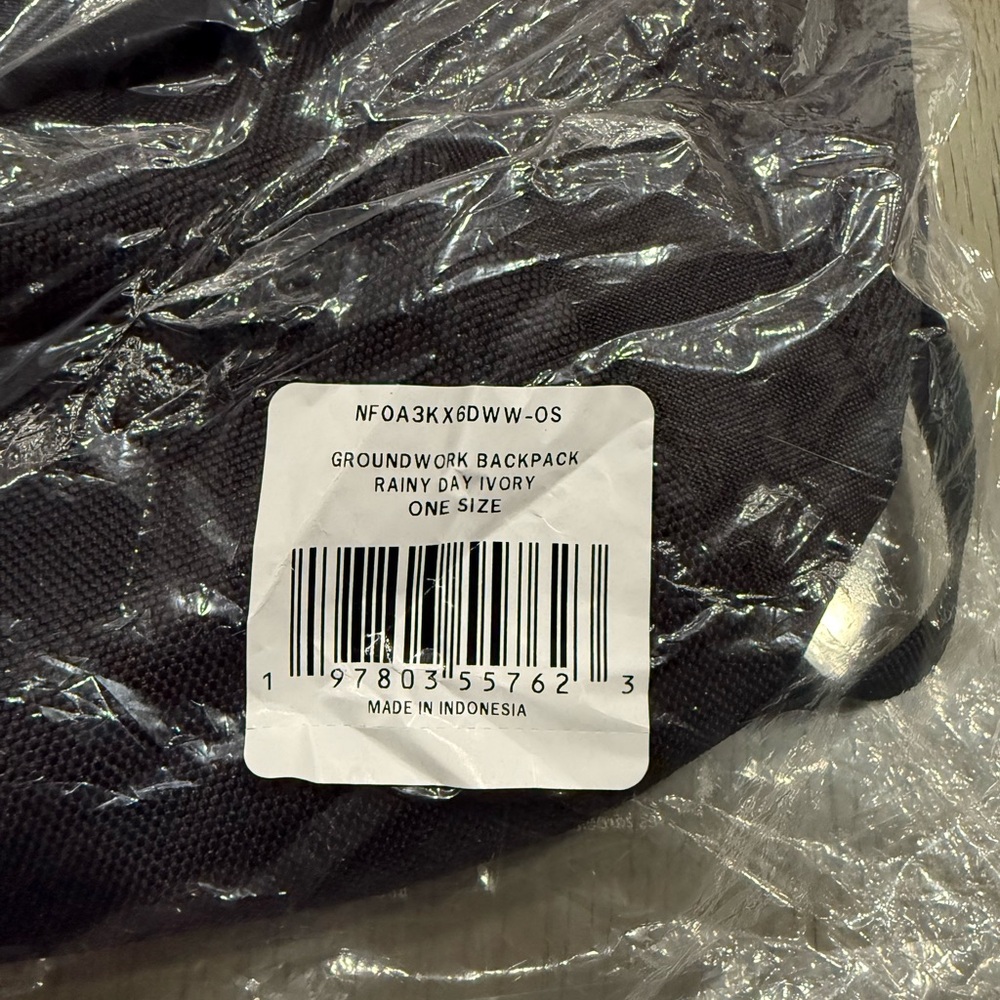 NF0A3KX6DWW-OS
GROUNDWORK BACKPACK
RAINY DAY IVORY
ONE SIZE
1 97803 55762 3
MADE IN INDONESIA